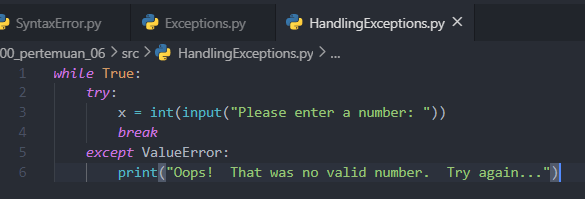 SyntaxError.py Exceptions.py HandlingExceptions.py ×
00_pertemuan_06 > src > HandlingExceptions.py > ...
1 while True:
2     try:
3         x = int(input("Please enter a number: "))
4         break
5     except ValueError:
6         print("Oops!  That was no valid number.  Try again...")